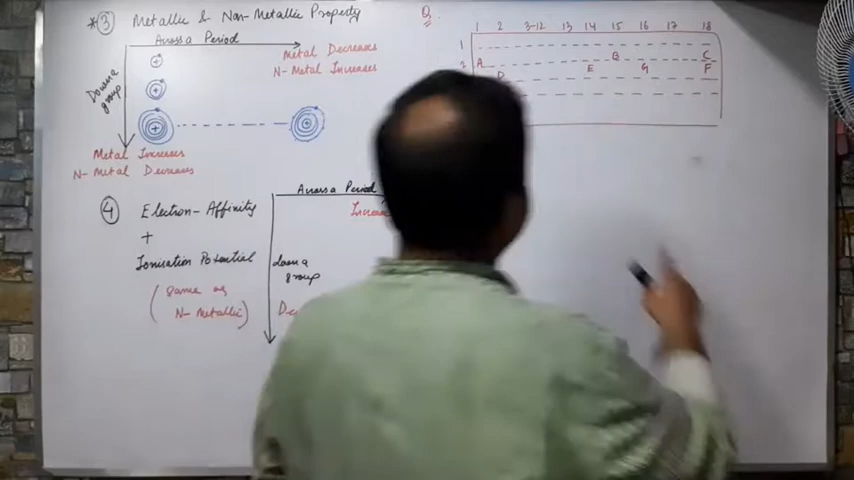 *③ Metallic & Non-Metallic Property
Across a Period
Metal Decreases
N-Metal Increases
Down a group
Metal Increases
N-Metal Decreases
④ Electron-Affinity
+
Ionisation Potential
(same as N-Metallic)
Across a Period
down a group
Q.
1 2 3-12 13 14 15 16 17 18
1
2 A E B G C F